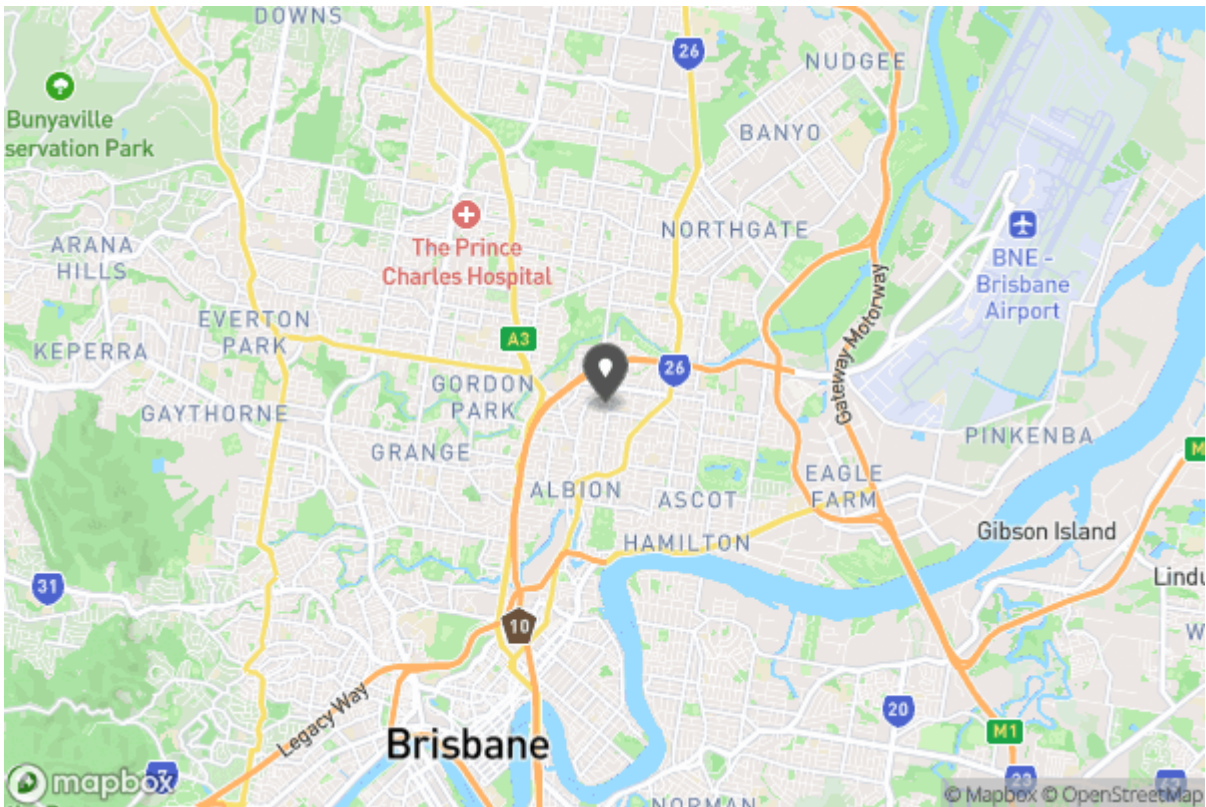 DOWNS
26
NUDGEE
Bunyaville
servation Park
BANYO
NORTHGATE
ARANA
HILLS
The Prince
Charles Hospital
BNE -
Brisbane
Airport
EVERTON
PARK
A3
KEPERRA
26
Gateway Motorway
GORDON
PARK
GAYTHORNE
GRANGE
PINKENBA
M
ALBION
ASCOT
EAGLE
FARM
HAMILTON
Gibson Island
31
Lindu
10
W
Legacy Way
20
M1
Brisbane
7
23
mapbox
NORMAN
© Mapbox © OpenStreetMap